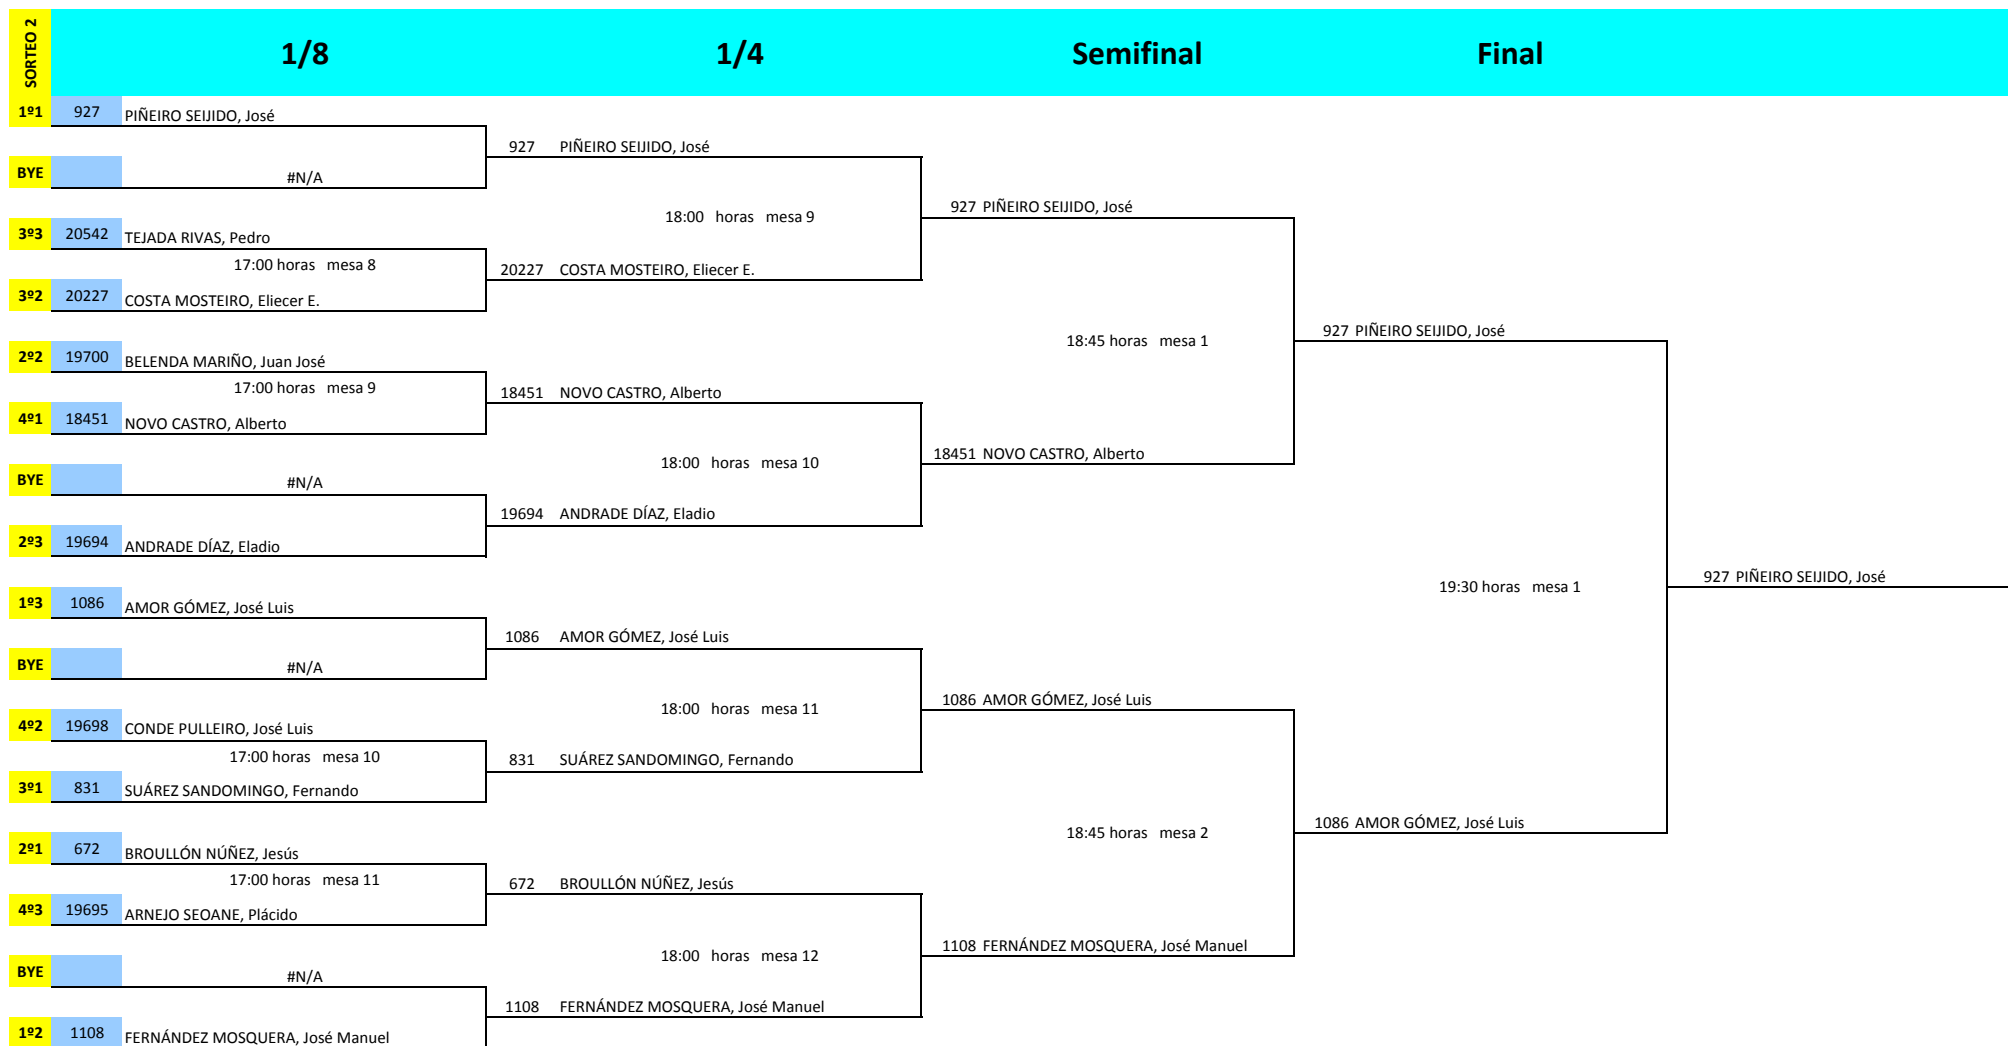 SORTEO 2
1/8 1/4 Semifinal Final
1º1 927 PIÑEIRO SEIJIDO, José
927 PIÑEIRO SEIJIDO, José
BYE #N/A
927 PIÑEIRO SEIJIDO, José
18:00 horas mesa 9
3º3 20542 TEJADA RIVAS, Pedro
17:00 horas mesa 8
20227 COSTA MOSTEIRO, Eliecer E.
3º2 20227 COSTA MOSTEIRO, Eliecer E.
927 PIÑEIRO SEIJIDO, José
18:45 horas mesa 1
2º2 19700 BELENDA MARIÑO, Juan José
17:00 horas mesa 9
18451 NOVO CASTRO, Alberto
4º1 18451 NOVO CASTRO, Alberto
18451 NOVO CASTRO, Alberto
18:00 horas mesa 10
BYE #N/A
19694 ANDRADE DÍAZ, Eladio
2º3 19694 ANDRADE DÍAZ, Eladio
927 PIÑEIRO SEIJIDO, José
19:30 horas mesa 1
1º3 1086 AMOR GÓMEZ, José Luis
1086 AMOR GÓMEZ, José Luis
BYE #N/A
1086 AMOR GÓMEZ, José Luis
18:00 horas mesa 11
4º2 19698 CONDE PULLEIRO, José Luis
17:00 horas mesa 10
831 SUÁREZ SANDOMINGO, Fernando
3º1 831 SUÁREZ SANDOMINGO, Fernando
1086 AMOR GÓMEZ, José Luis
18:45 horas mesa 2
2º1 672 BROULLÓN NÚÑEZ, Jesús
17:00 horas mesa 11
672 BROULLÓN NÚÑEZ, Jesús
4º3 19695 ARNEJO SEOANE, Plácido
1108 FERNÁNDEZ MOSQUERA, José Manuel
18:00 horas mesa 12
BYE #N/A
1108 FERNÁNDEZ MOSQUERA, José Manuel
1º2 1108 FERNÁNDEZ MOSQUERA, José Manuel